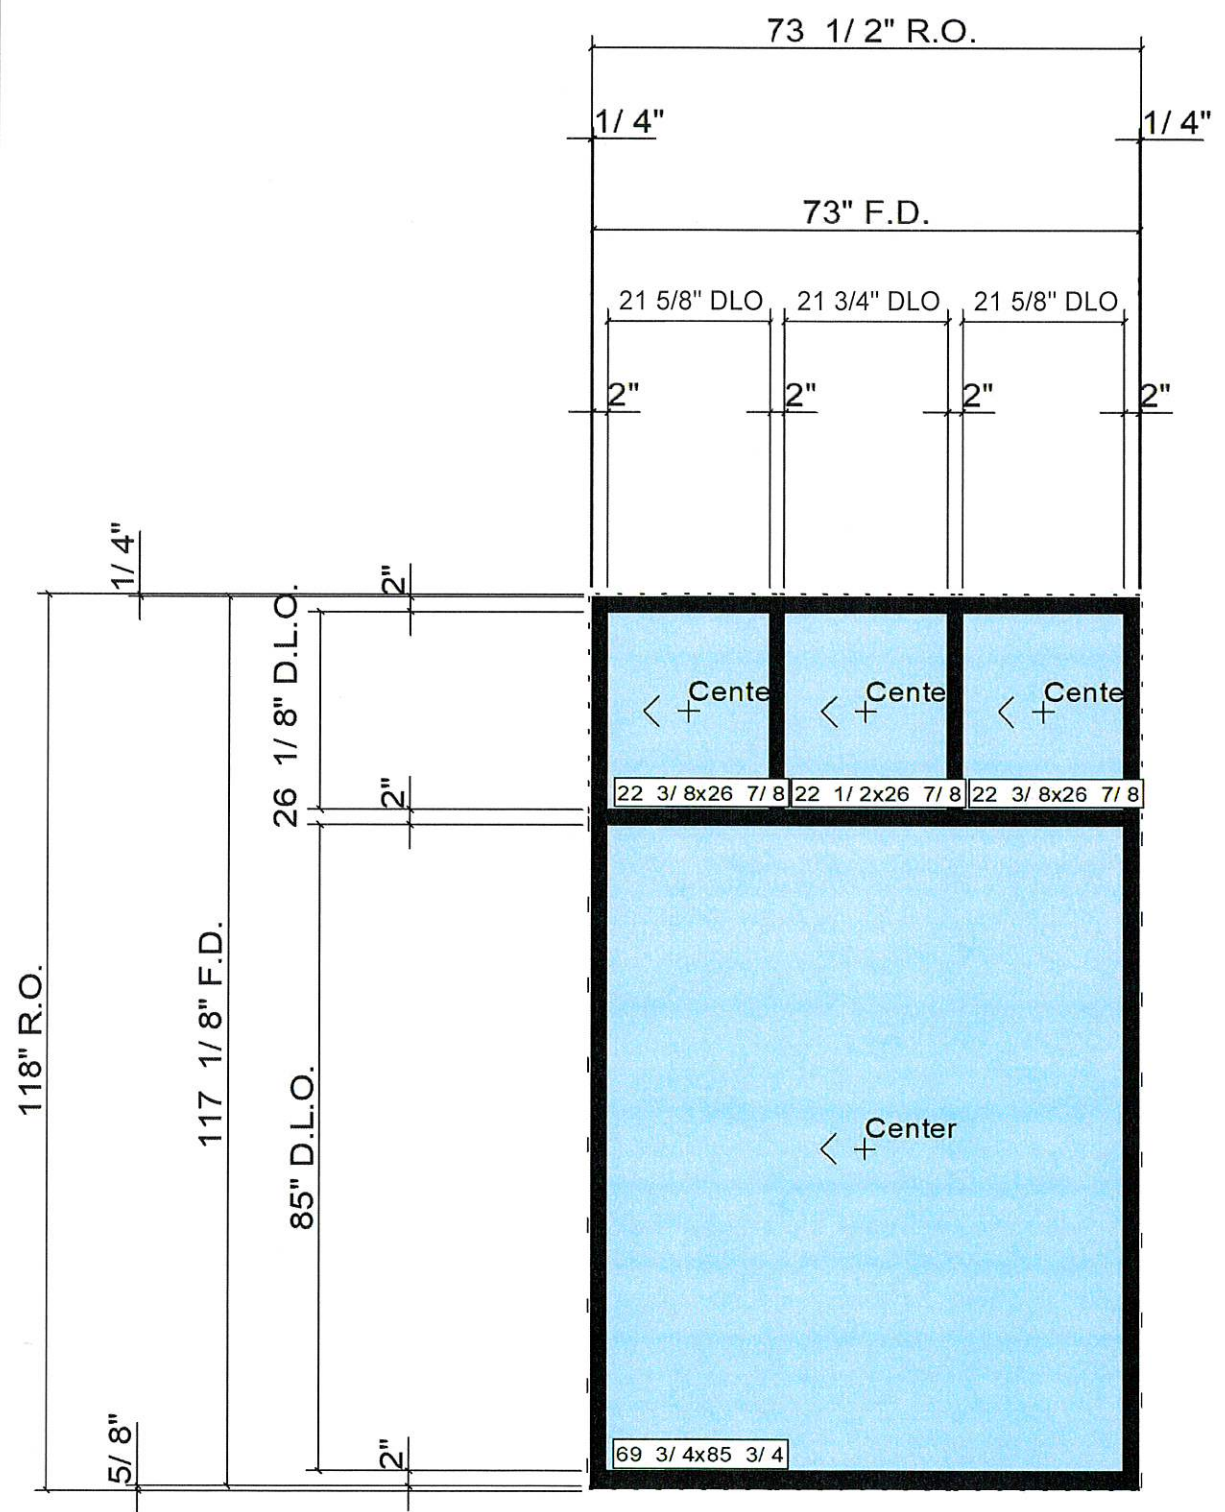 73 1/ 2" R.O.
1/ 4"
1/ 4"
73" F.D.
21 5/8" DLO
21 3/4" DLO
21 5/8" DLO
2"
2"
2"
2"
1/ 4"
2"
26 1/ 8" D.L.O.
2"
118" R.O.
117 1/ 8" F.D.
85" D.L.O.
5/ 8"
2"
Cente
Cente
Cente
22 3/ 8x26 7/ 8
22 1/ 2x26 7/ 8
22 3/ 8x26 7/ 8
Center
69 3/ 4x85 3/ 4